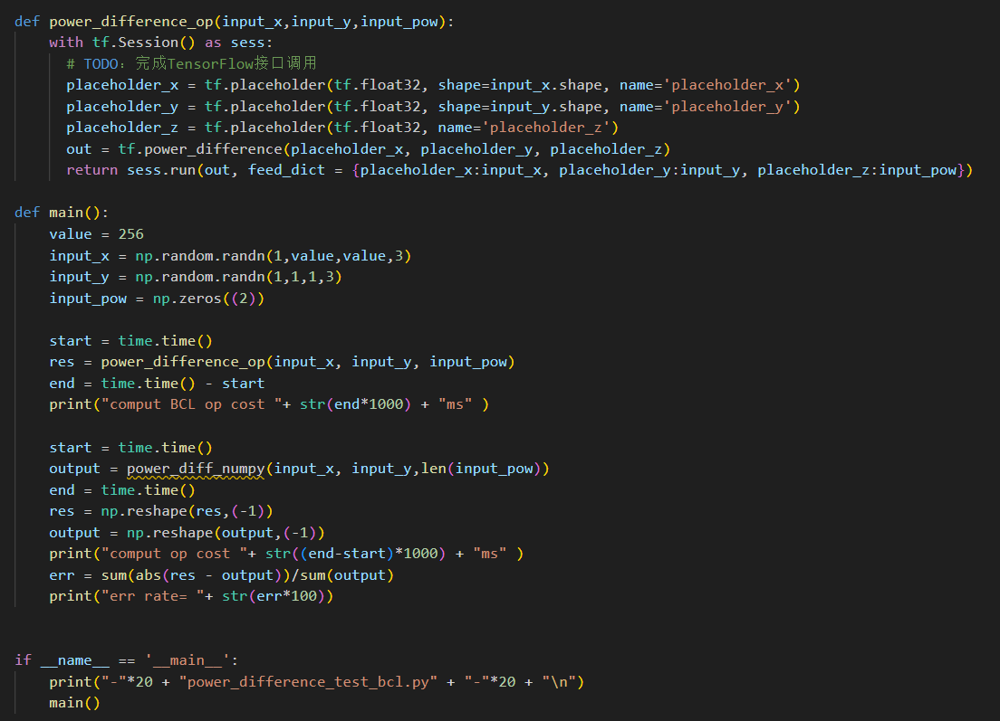 def power_difference_op(input_x,input_y,input_pow):
    with tf.Session() as sess:
      # TODO：完成TensorFlow接口调用
      placeholder_x = tf.placeholder(tf.float32, shape=input_x.shape, name='placeholder_x')
      placeholder_y = tf.placeholder(tf.float32, shape=input_y.shape, name='placeholder_y')
      placeholder_z = tf.placeholder(tf.float32, name='placeholder_z')
      out = tf.power_difference(placeholder_x, placeholder_y, placeholder_z)
      return sess.run(out, feed_dict = {placeholder_x:input_x, placeholder_y:input_y, placeholder_z:input_pow})

def main():
    value = 256
    input_x = np.random.randn(1,value,value,3)
    input_y = np.random.randn(1,1,1,3)
    input_pow = np.zeros((2))

    start = time.time()
    res = power_difference_op(input_x, input_y, input_pow)
    end = time.time() - start
    print("comput BCL op cost "+ str(end*1000) + "ms" )

    start = time.time()
    output = power_diff_numpy(input_x, input_y,len(input_pow))
    end = time.time()
    res = np.reshape(res,(-1))
    output = np.reshape(output,(-1))
    print("comput op cost "+ str((end-start)*1000) + "ms" )
    err = sum(abs(res - output))/sum(output)
    print("err rate= "+ str(err*100))


if __name__ == '__main__':
    print("-"*20 + "power_difference_test_bcl.py" + "-"*20 + "\n")
    main()